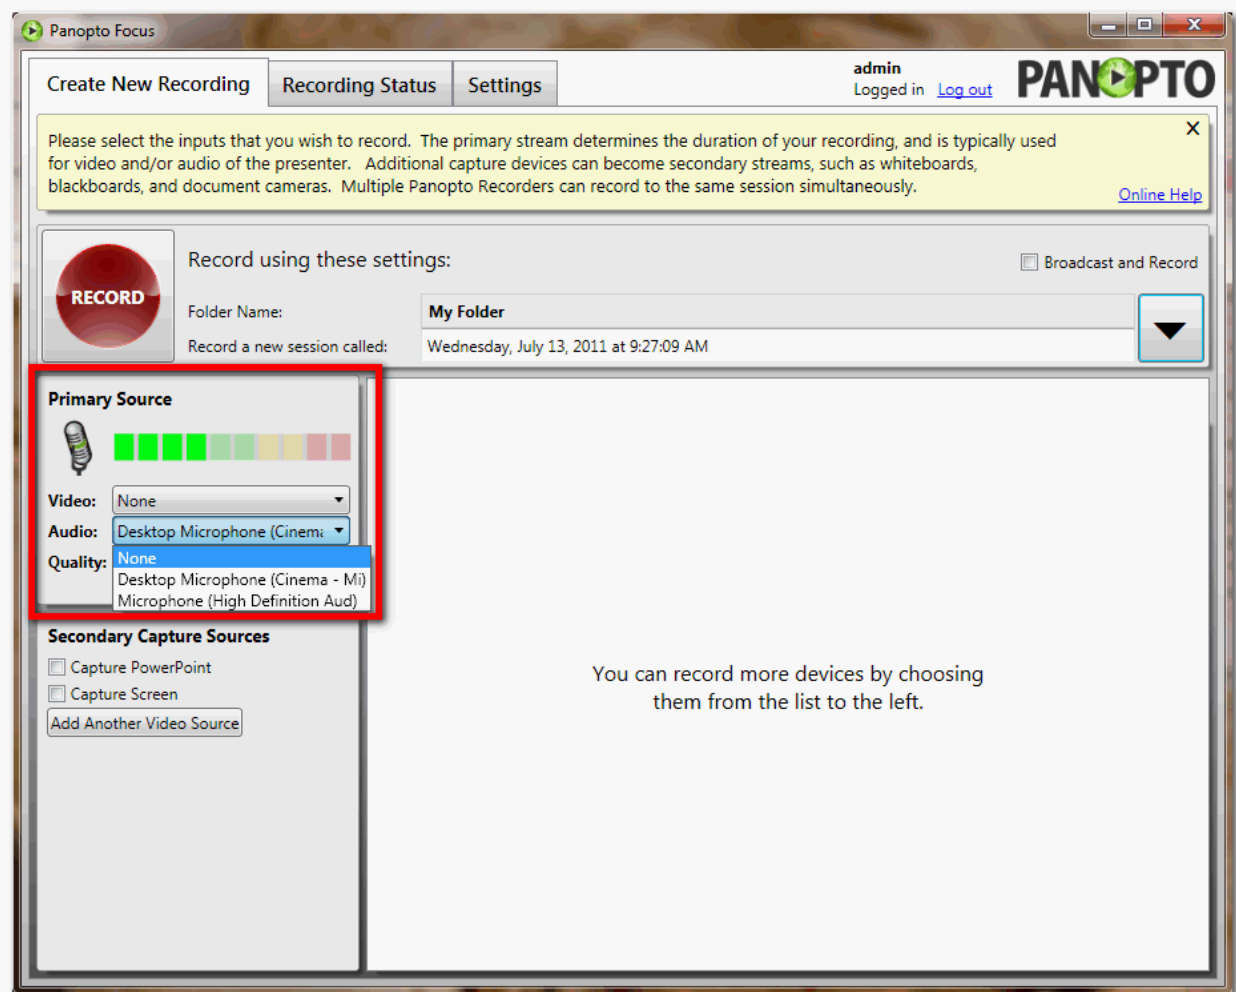 Panopto Focus
Create New Recording
Recording Status
Settings
admin
Logged in Log out
PANOPTO
Please select the inputs that you wish to record. The primary stream determines the duration of your recording, and is typically used
for video and/or audio of the presenter. Additional capture devices can become secondary streams, such as whiteboards,
blackboards, and document cameras. Multiple Panopto Recorders can record to the same session simultaneously.
X
Online Help
RECORD
Record using these settings:
Broadcast and Record
Folder Name: My Folder
Record a new session called: Wednesday, July 13, 2011 at 9:27:09 AM
Primary Source
Video: None
Audio: Desktop Microphone (Cinema
Quality: None
Desktop Microphone (Cinema - Mi)
Microphone (High Definition Aud)
Secondary Capture Sources
Capture PowerPoint
Capture Screen
Add Another Video Source
You can record more devices by choosing
them from the list to the left.